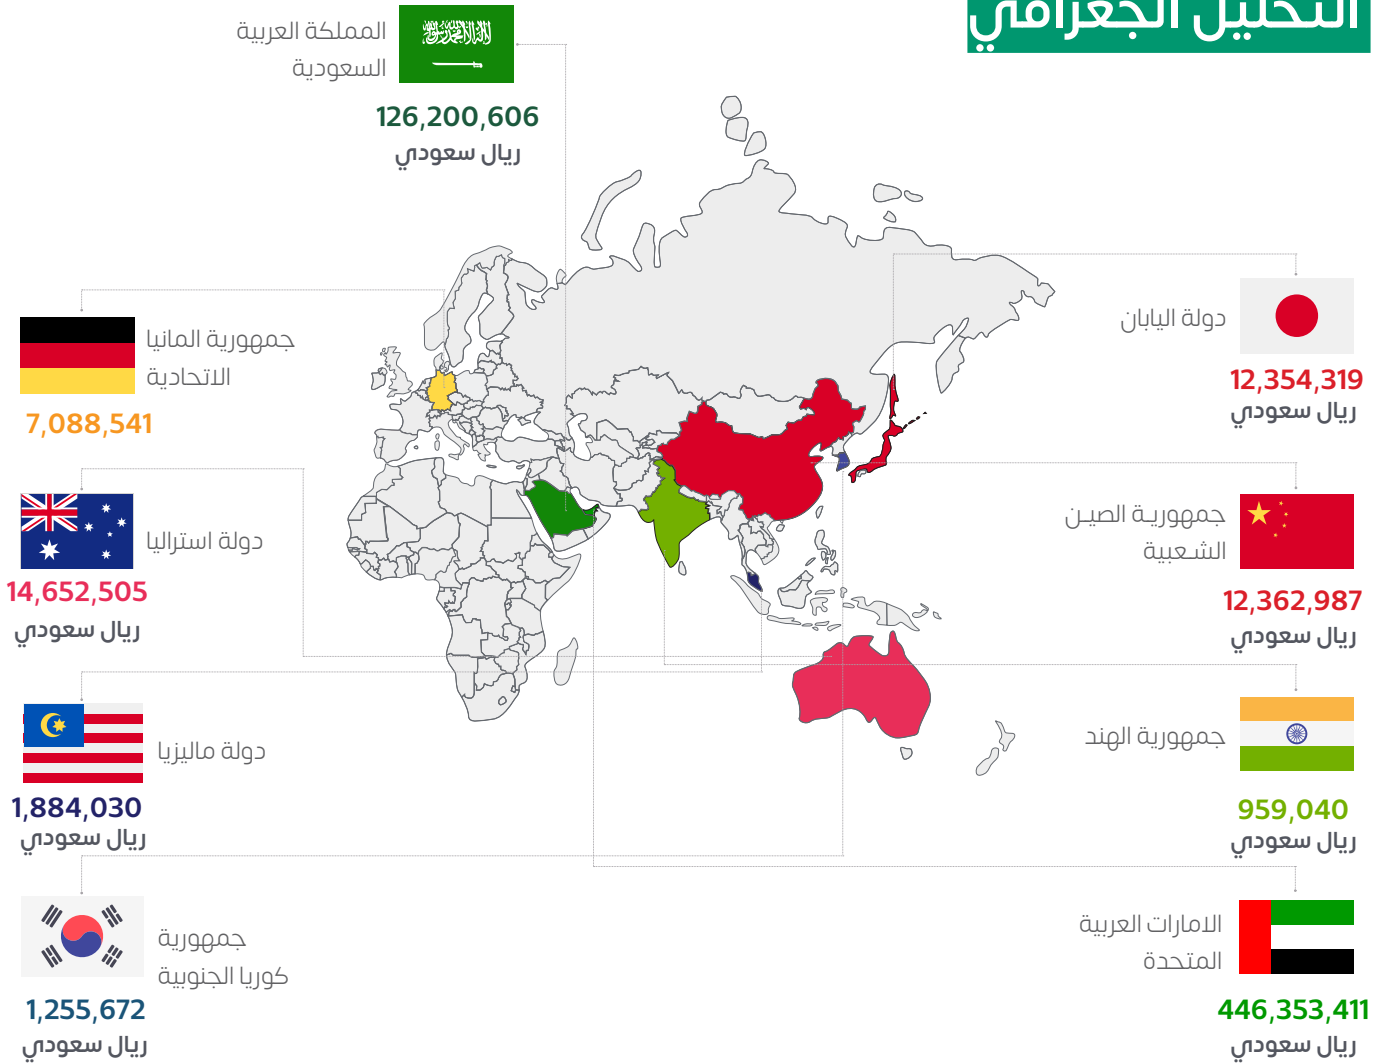 التحليل الجغرافي
المملكة العربية
السعودية
126,200,606
ريال سعودي
دولة اليابان
12,354,319
ريال سعودي
جمهورية الصين
الشعبية
12,362,987
ريال سعودي
جمهورية الهند
959,040
ريال سعودي
الامارات العربية
المتحدة
446,353,411
ريال سعودي
جمهورية المانيا
الاتحادية
7,088,541
دولة استراليا
14,652,505
ريال سعودي
دولة ماليزيا
1,884,030
ريال سعودي
جمهورية
كوريا الجنوبية
1,255,672
ريال سعودي